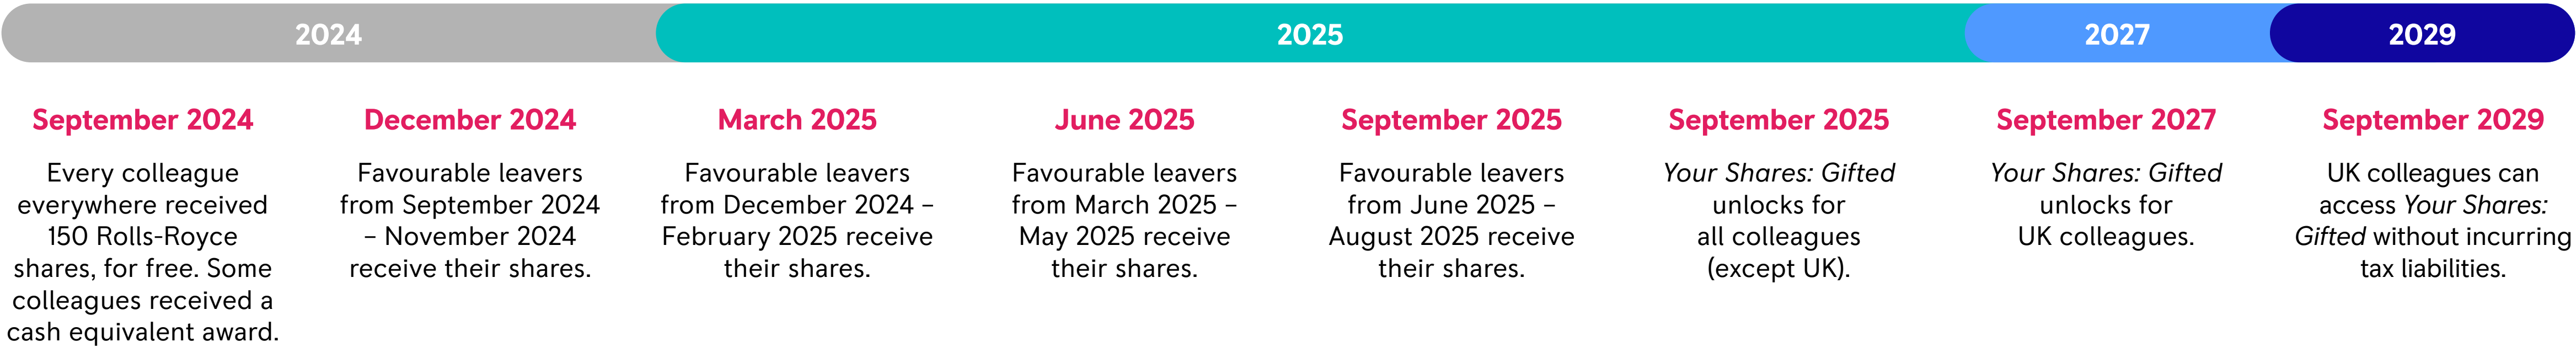 2024
2025
2027
2029
September 2024
Every colleague
everywhere received
150 Rolls-Royce
shares, for free. Some
colleagues received a
cash equivalent award.
December 2024
Favourable leavers
from September 2024
– November 2024
receive their shares.
March 2025
Favourable leavers
from December 2024 –
February 2025 receive
their shares.
June 2025
Favourable leavers
from March 2025 –
May 2025 receive
their shares.
September 2025
Favourable leavers
from June 2025 –
August 2025 receive
their shares.
September 2025
Your Shares: Gifted
unlocks for
all colleagues
(except UK).
September 2027
Your Shares: Gifted
unlocks for
UK colleagues.
September 2029
UK colleagues can
access Your Shares:
Gifted without incurring
tax liabilities.